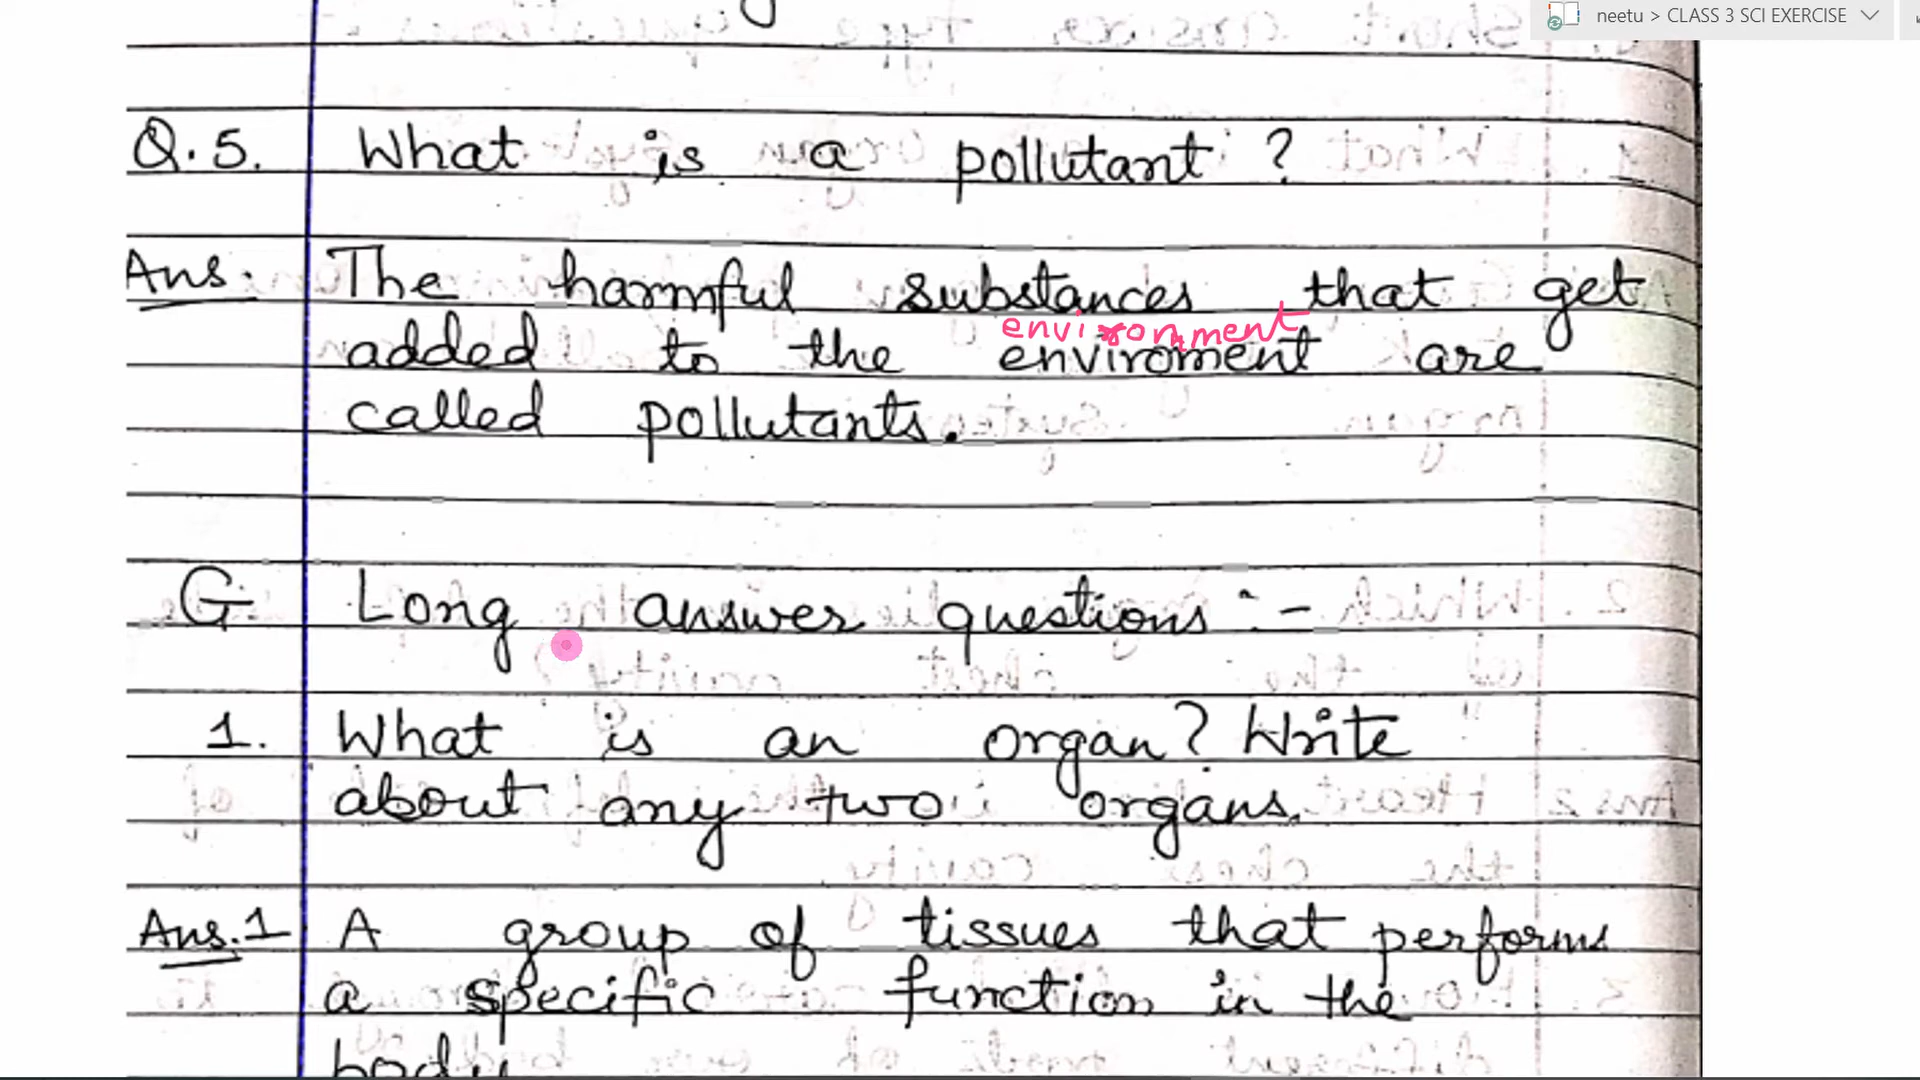 neetu > CLASS 3 SCI EXERCISE
Q.5. What is a pollutant ?
Ans. The harmful substances that get
environment
added to the enviroment are
called pollutants.
G Long answer questions :-
1. What is an organ? Write
about any two organs.
Ans.1 A group of tissues that performs
a specific function in the
body